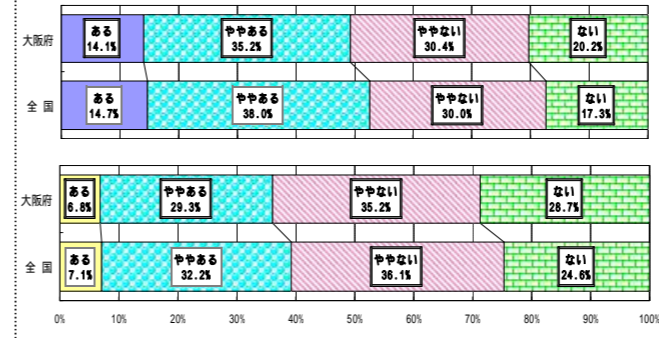 大阪府
ある
14.1%
ややある
35.2%
ややない
30.4%
ない
20.2%
全 国
ある
14.7%
ややある
38.0%
ややない
30.0%
ない
17.3%
大阪府
ある
6.8%
ややある
29.3%
ややない
35.2%
ない
28.7%
全 国
ある
7.1%
ややある
32.2%
ややない
36.1%
ない
24.6%
0% 10% 20% 30% 40% 50% 60% 70% 80% 90% 100%